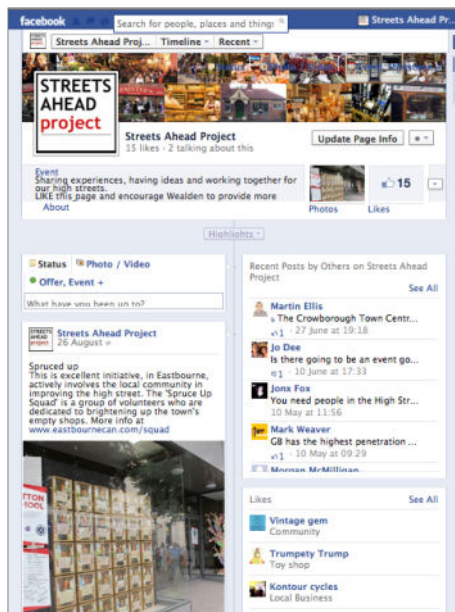 facebook
Search for people, places and things
Streets Ahead Pr...
Streets Ahead Proj...
Timeline
Recent
STREETS
AHEAD
project
Streets Ahead Project
15 likes · 2 talking about this
Update Page Info
Event
Sharing experiences, having ideas and working together for
our high streets.
LIKE this page and encourage Wealden to provide more
About
Photos
15
Likes
Highlights
Status
Photo / Video
Offer, Event +
What have you been up to?
STREETS
AHEAD
project
Streets Ahead Project
26 August
Spruced up
This is excellent initiative, in Eastbourne,
actively involves the local community in
improving the high street. The 'Spruce Up
Squad' is a group of volunteers who are
dedicated to brightening up the town's
empty shops. More info at
www.eastbournecan.com/squad
Recent Posts by Others on Streets Ahead
Project
See All
Martin Ellis
The Crowborough Town Centr...
1 · 27 June at 19:18
Jo Dee
Is there going to be an event go...
1 · 10 June at 17:33
Jonx Fox
You need people in the High Str...
10 May at 11:56
Mark Weaver
G8 has the highest penetration ...
1 · 10 May at 09:29
Morgan McMilligan
Likes
See All
Vintage gem
Community
Trumpety Trump
Toy shop
Kontour cycles
Local Business